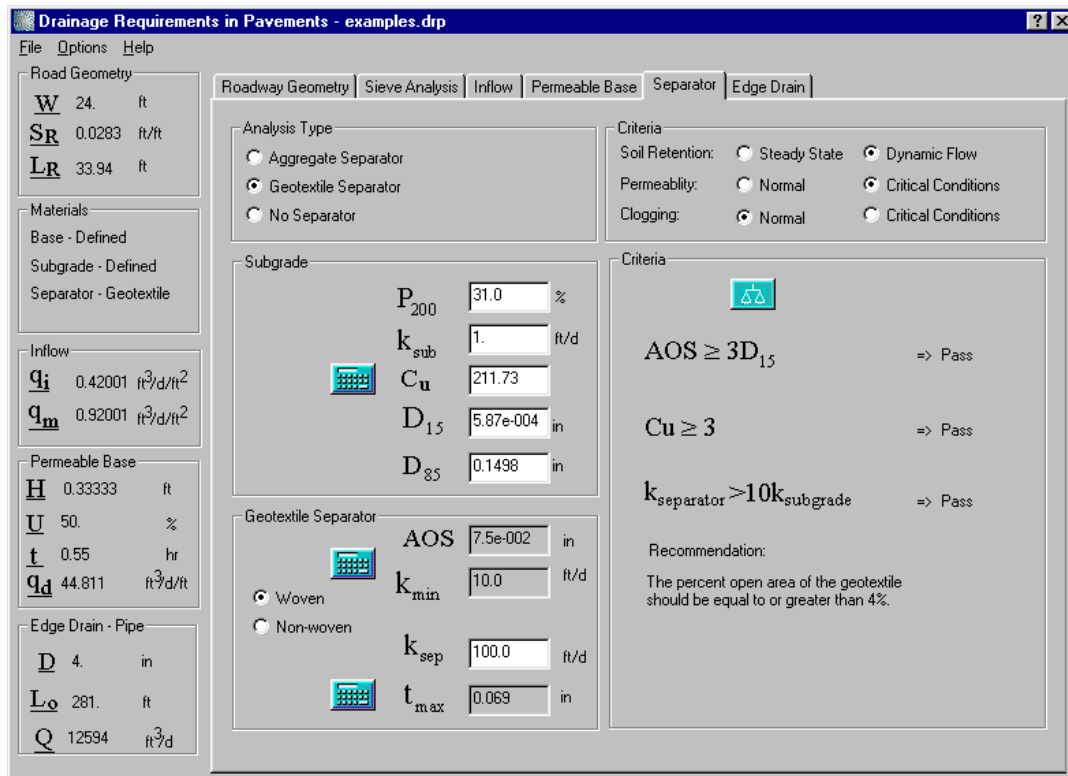 Drainage Requirements in Pavements - examples.drp
File Options Help
Road Geometry
W 24. ft
SR 0.0283 ft/ft
LR 33.94 ft
Materials
Base - Defined
Subgrade - Defined
Separator - Geotextile
Inflow
qi 0.42001 ft3/d/ft2
qm 0.92001 ft3/d/ft2
Permeable Base
H 0.33333 ft
U 50. %
t 0.55 hr
qd 44.811 ft3/d/ft
Edge Drain - Pipe
D 4. in
Lo 281. ft
Q 12594 ft3/d
Roadway Geometry Sieve Analysis Inflow Permeable Base Separator Edge Drain
Analysis Type
Aggregate Separator
Geotextile Separator
No Separator
Criteria
Soil Retention: Steady State Dynamic Flow
Permeablity: Normal Critical Conditions
Clogging: Normal Critical Conditions
Subgrade
P200 31.0 %
ksub 1. ft/d
Cu 211.73
D15 5.87e-004 in
D85 0.1498 in
Geotextile Separator
AOS 7.5e-002 in
kmin 10.0 ft/d
Woven
Non-woven
ksep 100.0 ft/d
tmax 0.069 in
Criteria
AOS ≥ 3D15 => Pass
Cu ≥ 3 => Pass
kseparator >10ksubgrade => Pass
Recommendation:
The percent open area of the geotextile
should be equal to or greater than 4%.